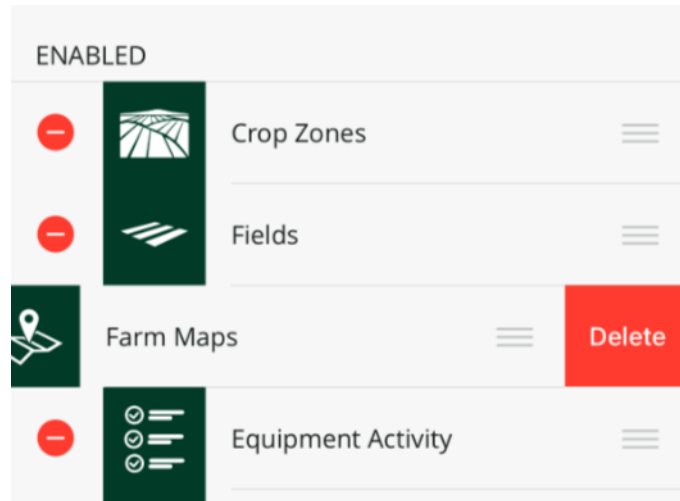 ENABLED
Crop Zones
Fields
Farm Maps
Delete
Equipment Activity